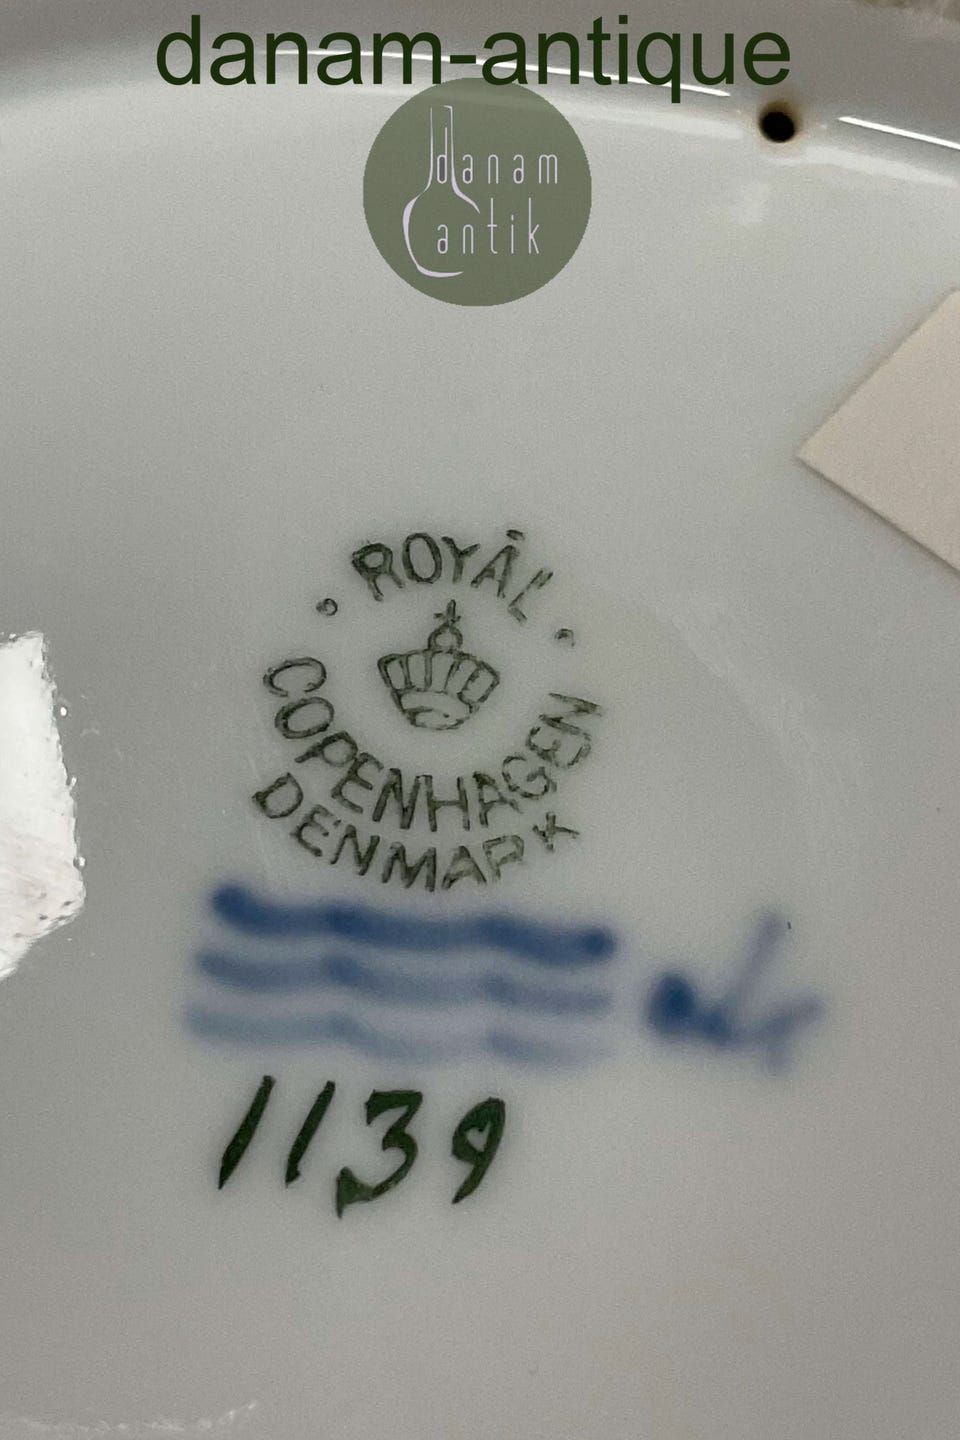 danam-antique
danam
antik
ROYAL
COPENHAGEN
DENMARK
1139